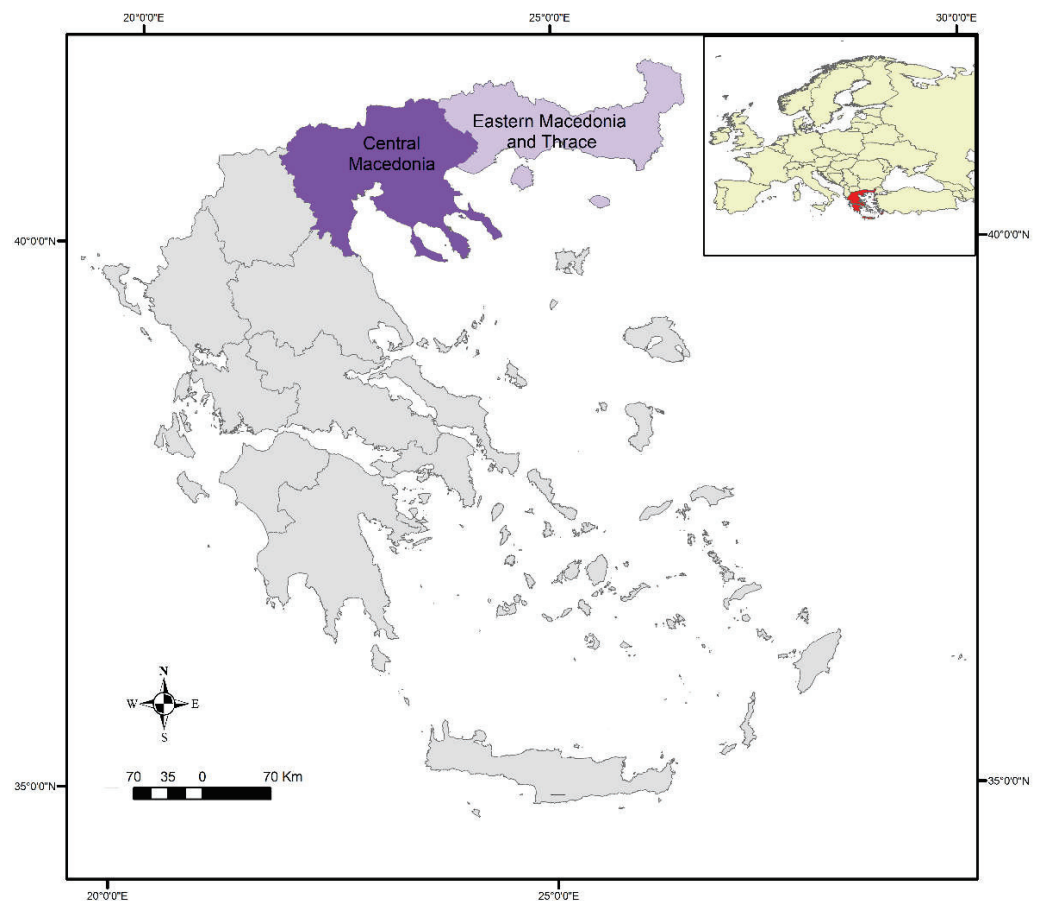 20°0'0"E 25°0'0"E 30°0'0"E
Eastern Macedonia
and Thrace
Central
Macedonia
40°0'0"N 40°0'0"N
N
W E
S
70 35 0 70 Km
35°0'0"N 35°0'0"N
20°0'0"E 25°0'0"E